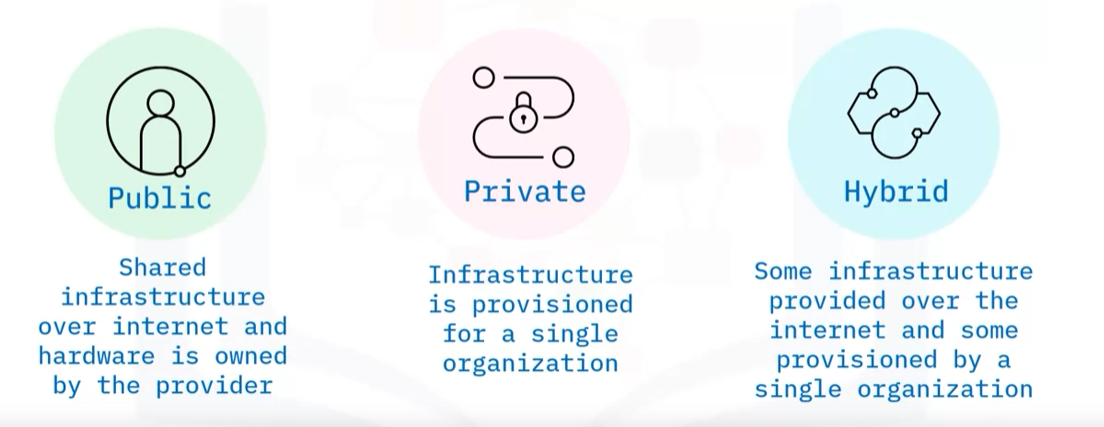 Public
Shared
infrastructure
over internet and
hardware is owned
by the provider
Private
Infrastructure
is provisioned
for a single
organization
Hybrid
Some infrastructure
provided over the
internet and some
provisioned by a
single organization